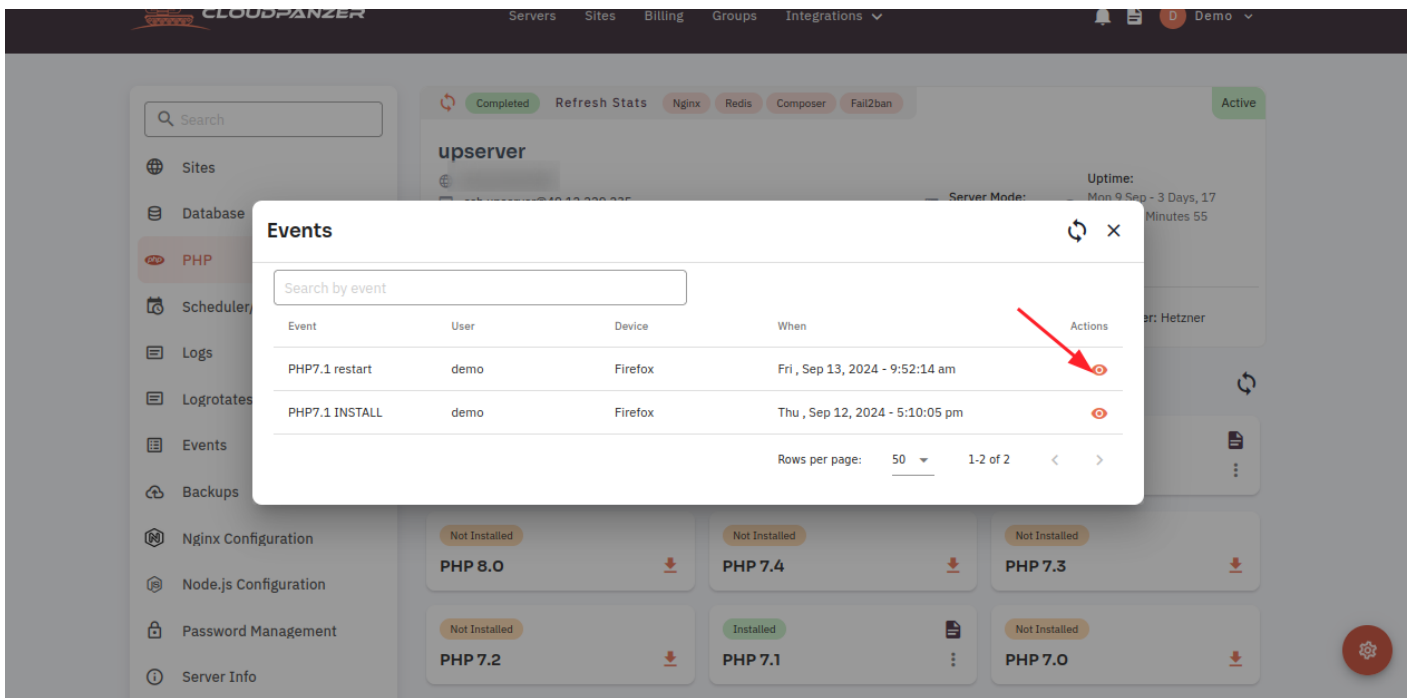 CLOUDPANZER
Servers Sites Billing Groups Integrations
D Demo
Search
Sites
Database
php PHP
Scheduler/
Logs
Logrotates
Events
Backups
Nginx Configuration
Node.js Configuration
Password Management
Server Info
Completed Refresh Stats Nginx Redis Composer Fail2ban
Active
upserver
Server Mode:
Uptime:
Mon 9 Sep - 3 Days, 17
Minutes 55
er: Hetzner
Events
Search by event
Event User Device When Actions
PHP7.1 restart demo Firefox Fri , Sep 13, 2024 - 9:52:14 am
PHP7.1 INSTALL demo Firefox Thu , Sep 12, 2024 - 5:10:05 pm
Rows per page: 50 1-2 of 2
Not Installed Not Installed Not Installed
PHP 8.0 PHP 7.4 PHP 7.3
Not Installed Installed Not Installed
PHP 7.2 PHP 7.1 PHP 7.0